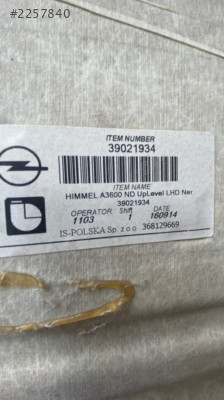 #2257840
ITEM NUMBER
39021934
ITEM NAME
HIMMEL A3600 ND UpLevel LHD Ner
39021934
OPERATOR Shift DATE
1103 1 160914
IS-POLSKA Sp. z o.o. 368129669